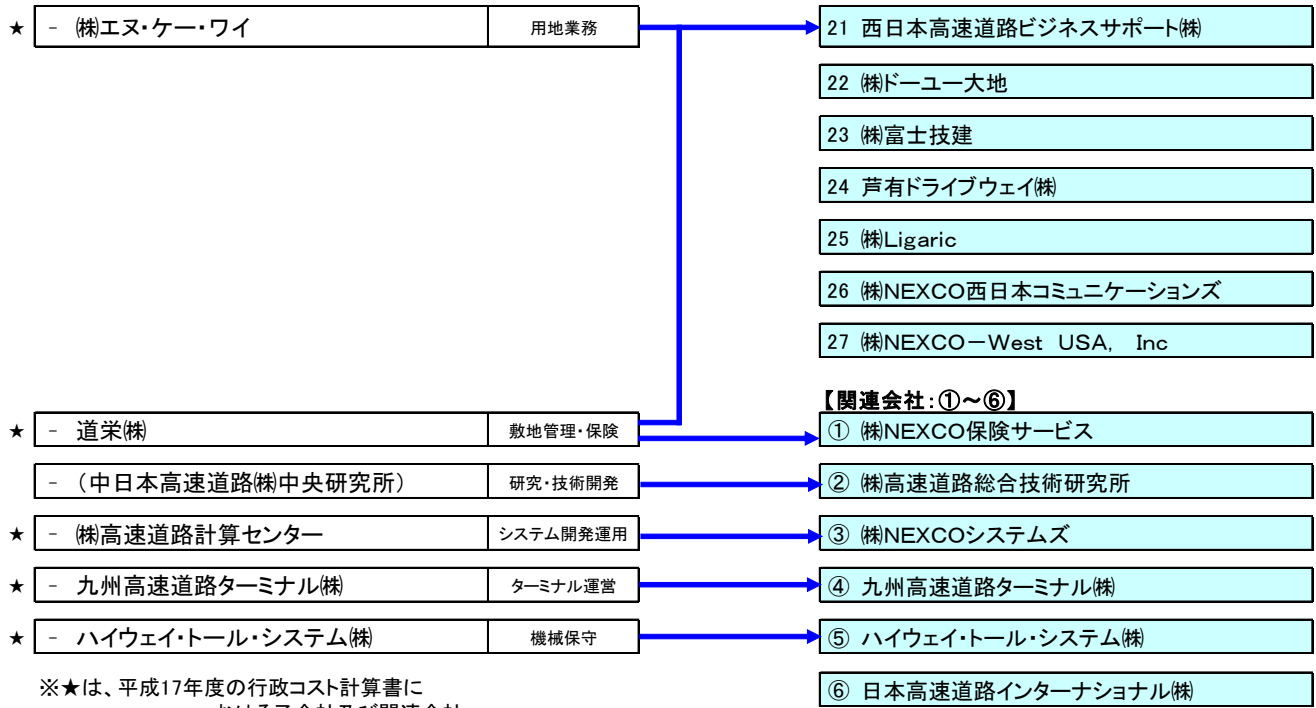 ★ － ㈱エヌ・ケー・ワイ 用地業務 21 西日本高速道路ビジネスサポート㈱
22 ㈱ドーユー大地
23 ㈱富士技建
24 芦有ドライブウェイ㈱
25 ㈱Ligaric
26 ㈱NEXCO西日本コミュニケーションズ
27 ㈱NEXCO－West USA, Inc
【関連会社：①～⑥】
★ － 道栄㈱ 敷地管理・保険 ① ㈱NEXCO保険サービス
－ （中日本高速道路㈱中央研究所） 研究・技術開発 ② ㈱高速道路総合技術研究所
★ － ㈱高速道路計算センター システム開発運用 ③ ㈱NEXCOシステムズ
★ － 九州高速道路ターミナル㈱ ターミナル運営 ④ 九州高速道路ターミナル㈱
★ － ハイウェイ・トール・システム㈱ 機械保守 ⑤ ハイウェイ・トール・システム㈱
※★は、平成17年度の行政コスト計算書に
⑥ 日本高速道路インターナショナル㈱